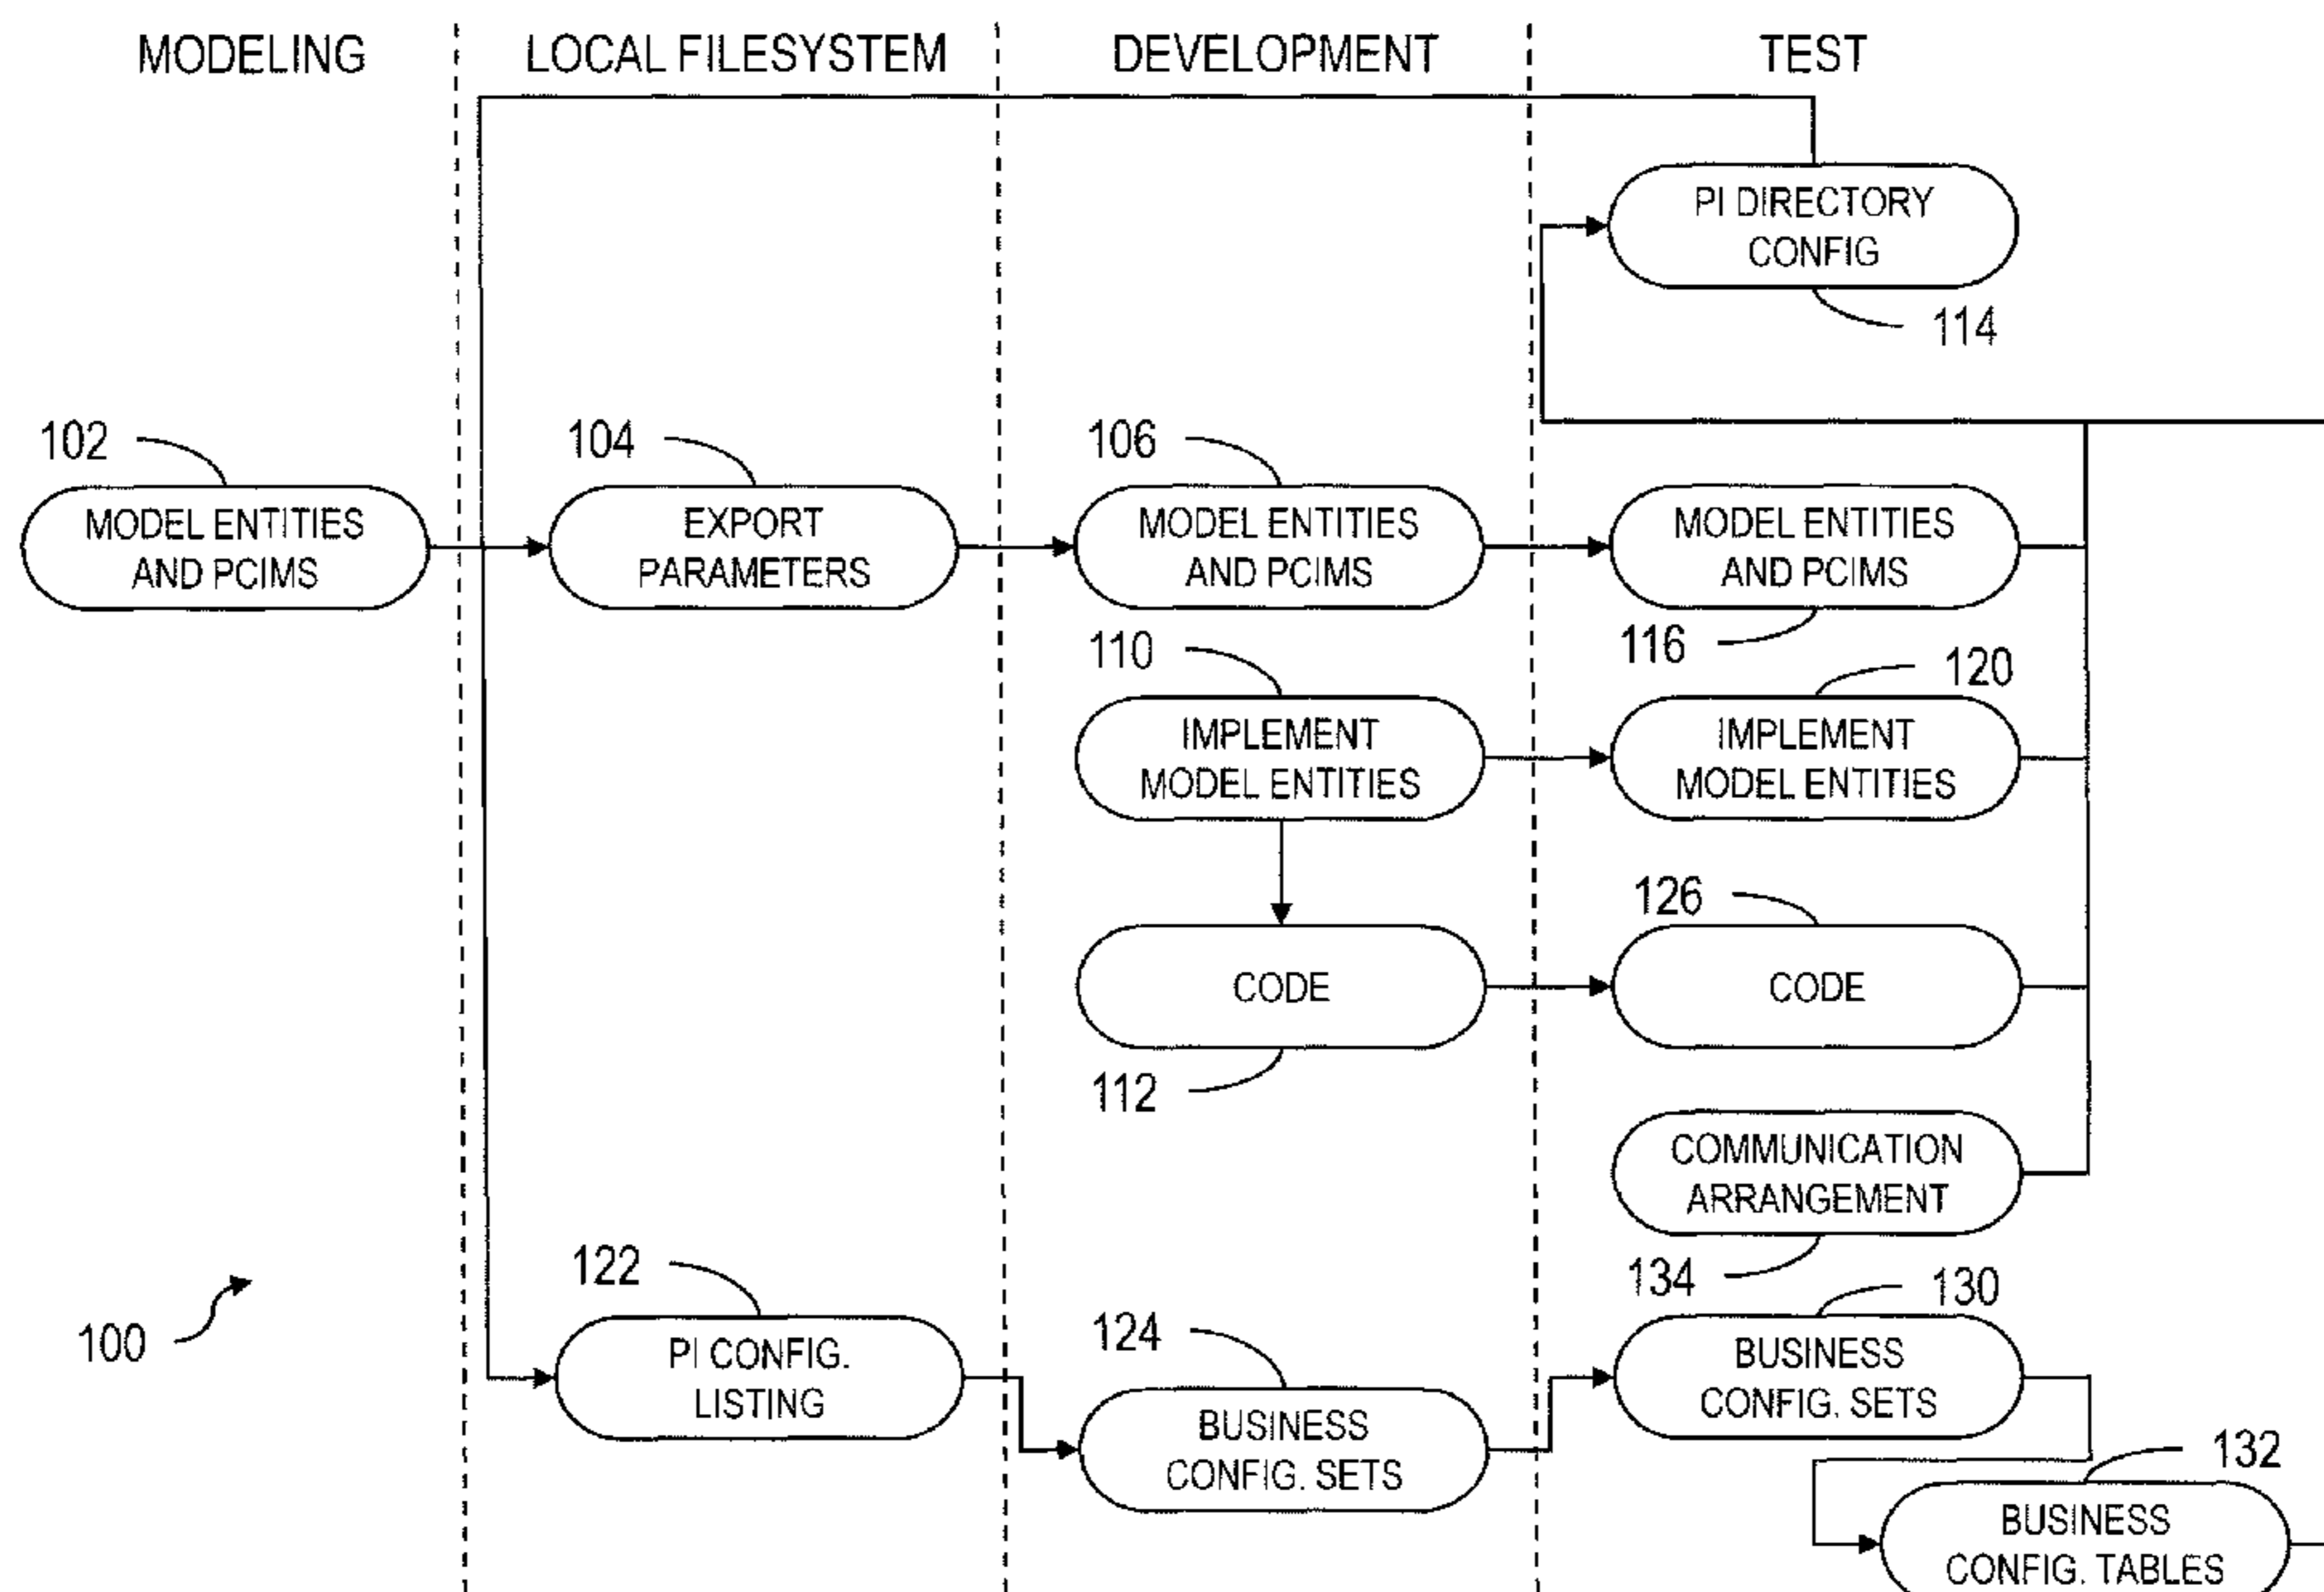 MODELING
LOCAL FILESYSTEM
DEVELOPMENT
TEST
PI DIRECTORY
CONFIG
114
102
104
106
MODEL ENTITIES
AND PCIMS
EXPORT
PARAMETERS
MODEL ENTITIES
AND PCIMS
MODEL ENTITIES
AND PCIMS
116
110
120
IMPLEMENT
MODEL ENTITIES
IMPLEMENT
MODEL ENTITIES
126
CODE
CODE
112
COMMUNICATION
ARRANGEMENT
134
122
130
100
PI CONFIG.
LISTING
124
BUSINESS
CONFIG. SETS
BUSINESS
CONFIG. SETS
132
BUSINESS
CONFIG. TABLES